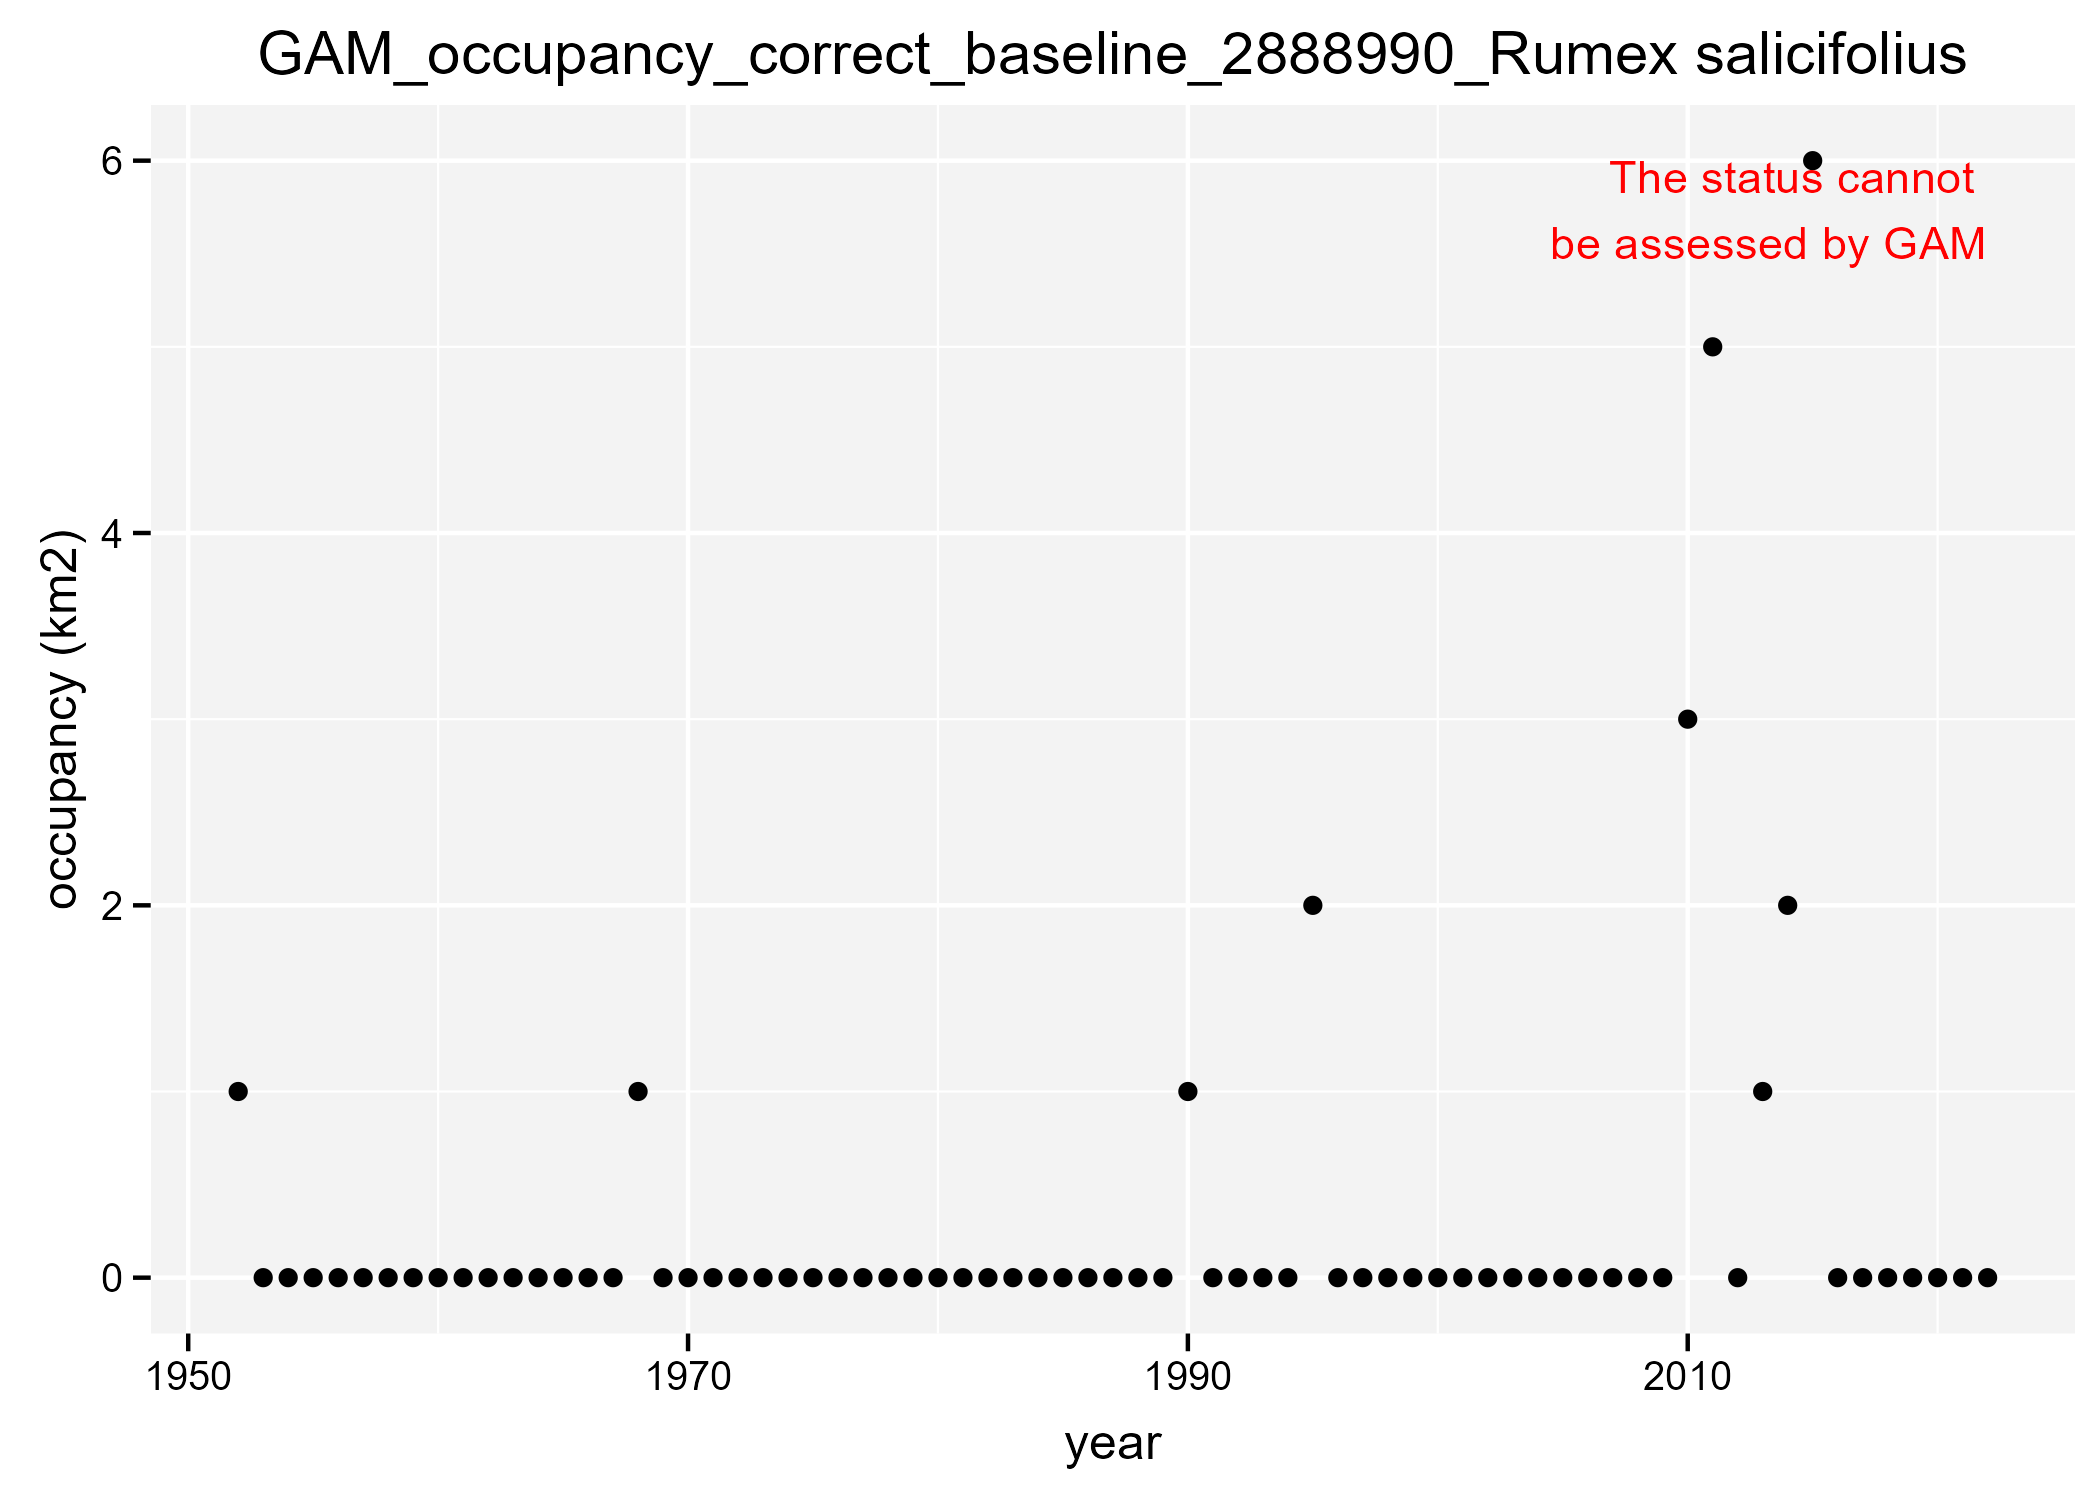 GAM_occupancy_correct_baseline_2888990_Rumex salicifolius
6
The status cannot
be assessed by GAM
4
occupancy (km2)
2
0
1950 1970 1990 2010
year